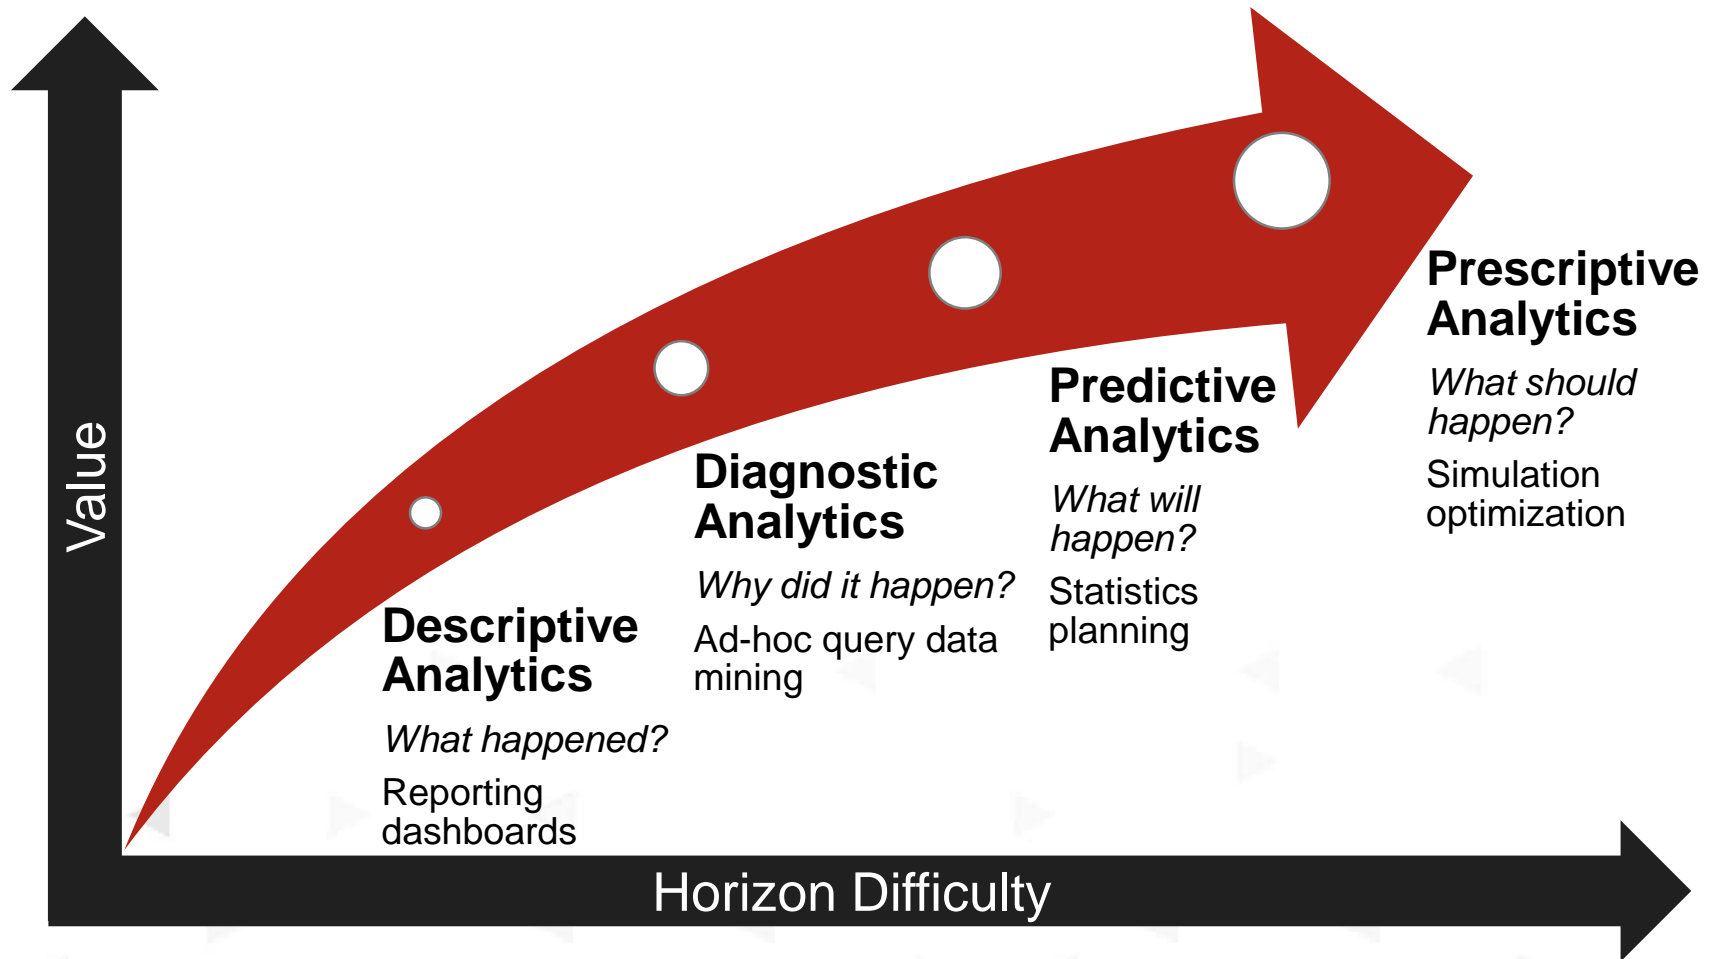 Value
Descriptive
Analytics
What happened?
Reporting
dashboards
Diagnostic
Analytics
Why did it happen?
Ad-hoc query data
mining
Predictive
Analytics
What will
happen?
Statistics
planning
Prescriptive
Analytics
What should
happen?
Simulation
optimization
Horizon Difficulty